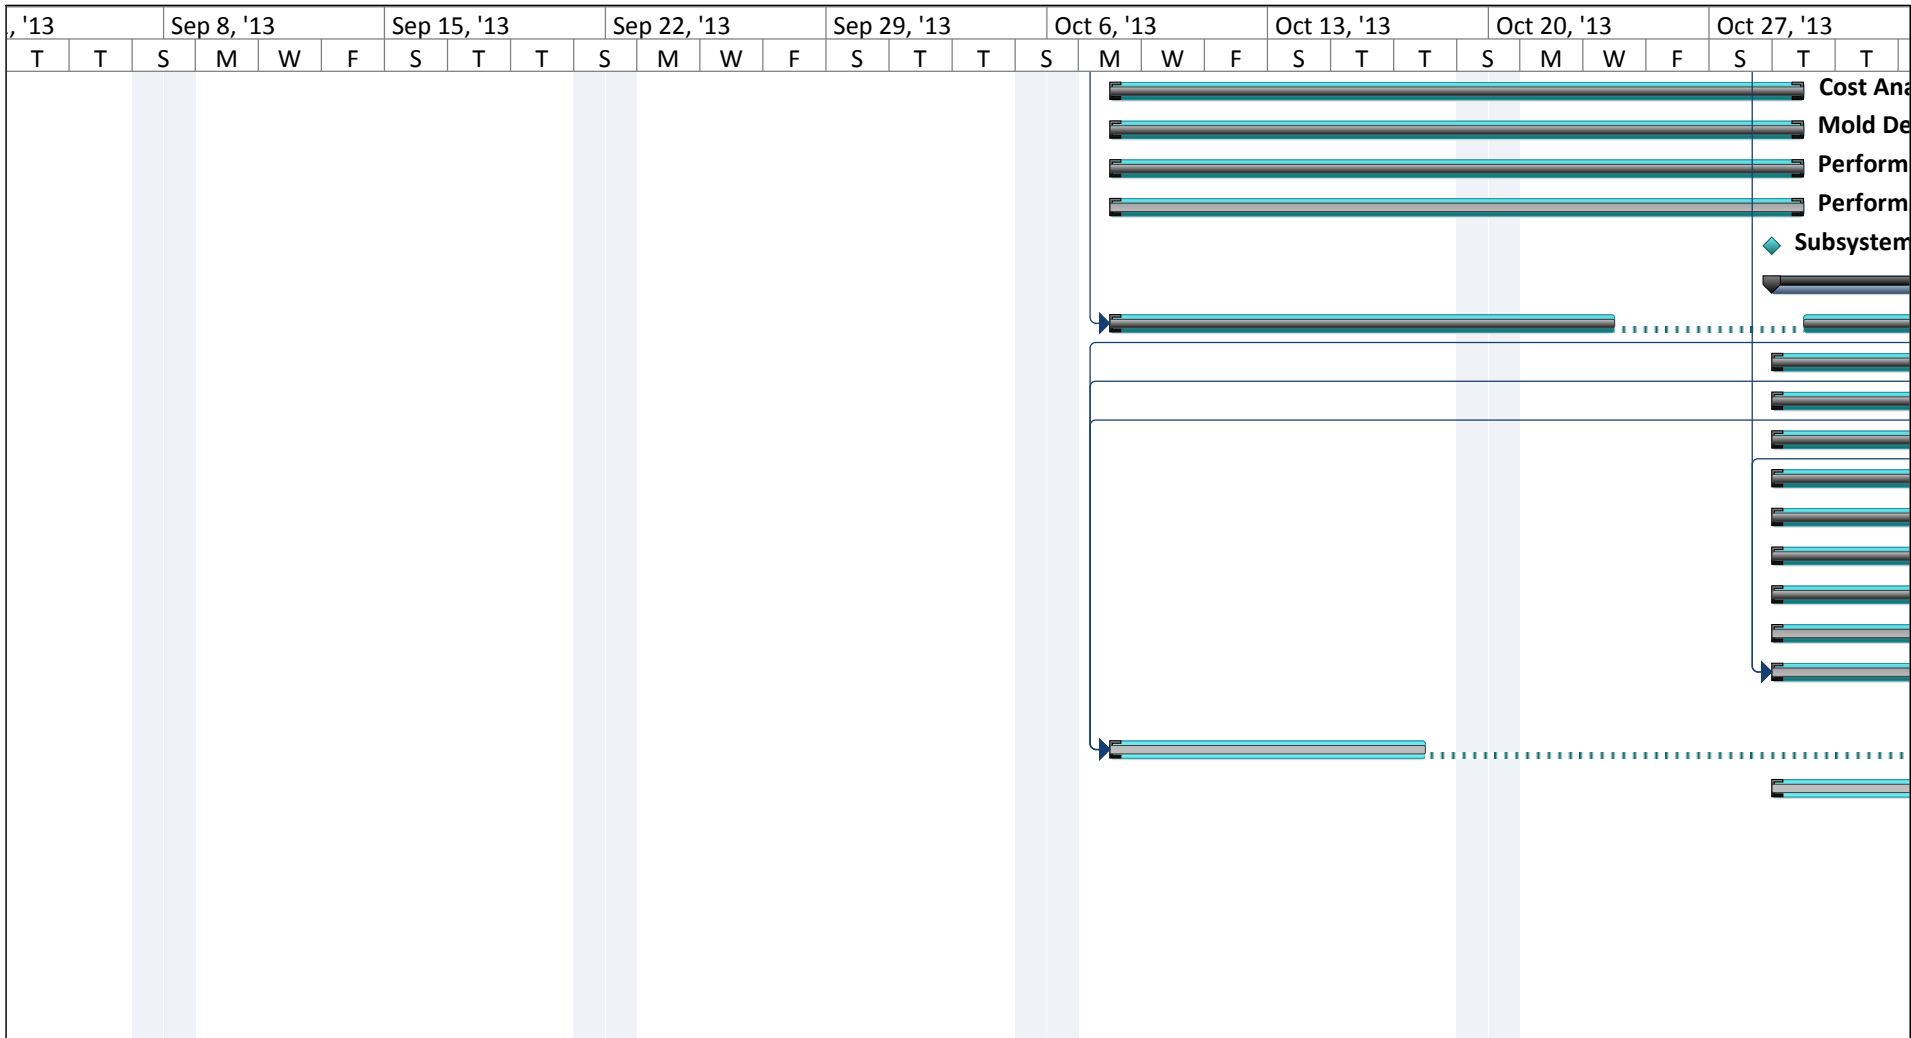 , '13 Sep 8, '13 Sep 15, '13 Sep 22, '13 Sep 29, '13 Oct 6, '13 Oct 13, '13 Oct 20, '13 Oct 27, '13
T T S M W F S T T S M W F S T T S M W F S T T S M W F S T T
Cost Ana
Mold De
Perform
Perform
Subsystem